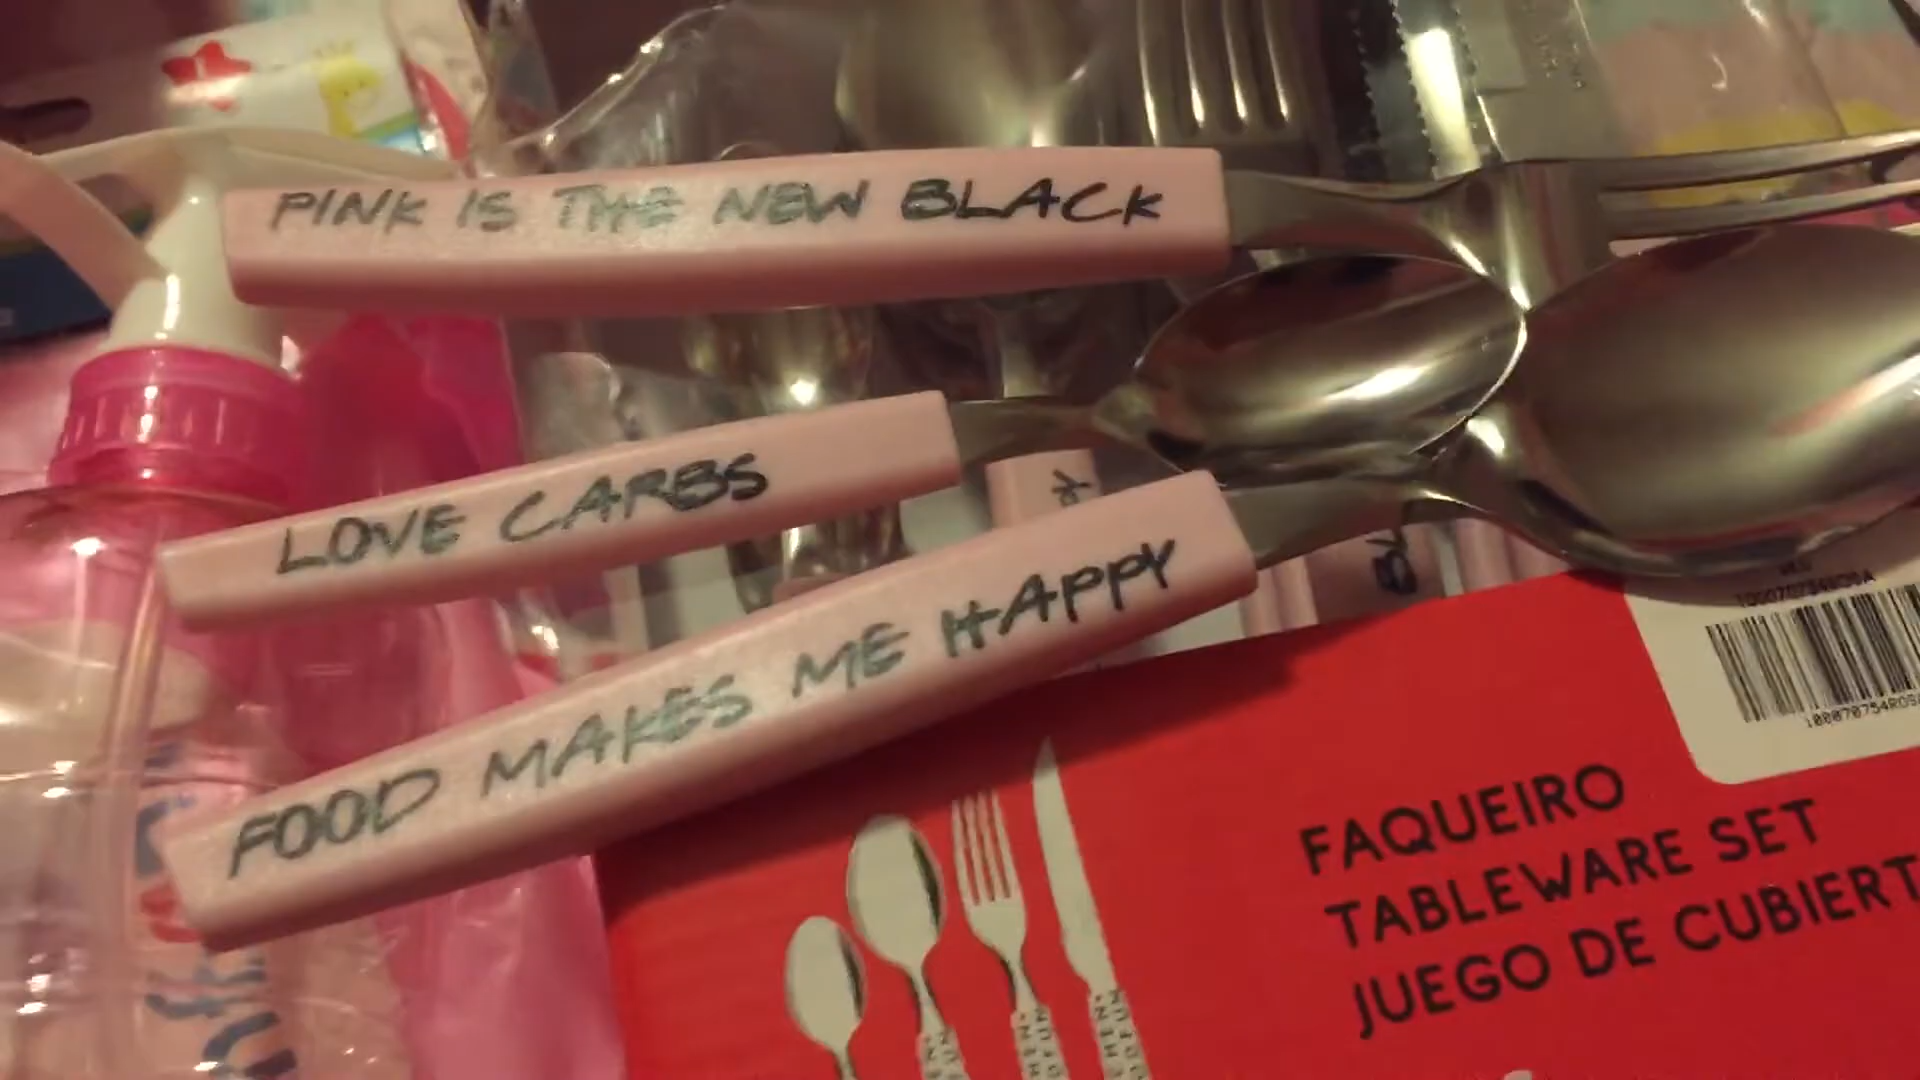 PINK IS THE NEW BLACK
LOVE CARBS
FOOD MAKES ME HAPPY
FAQUEIRO
TABLEWARE SET
JUEGO DE CUBIERT